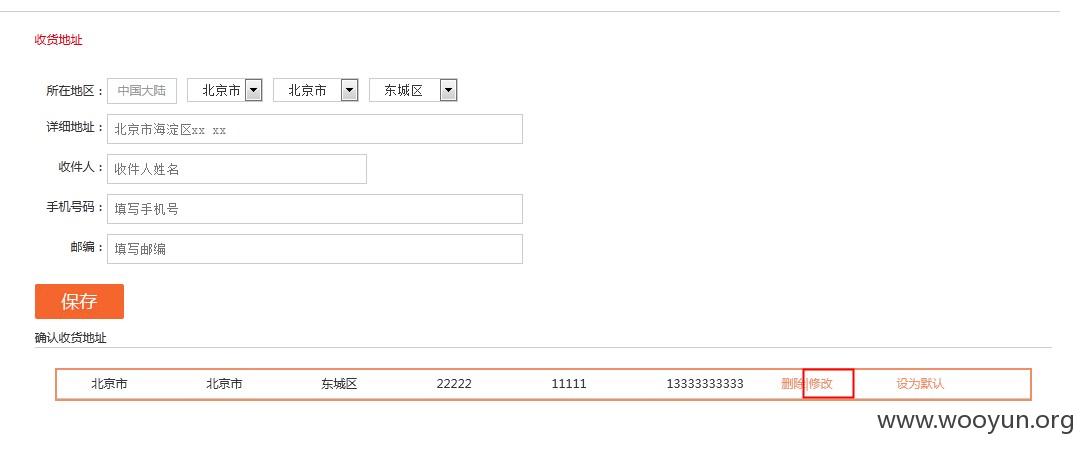 收货地址
所在地区： 中国大陆 北京市 北京市 东城区
详细地址： 北京市海淀区xx xx
收件人： 收件人姓名
手机号码： 填写手机号
邮编： 填写邮编
保存
确认收货地址
北京市 北京市 东城区 22222 11111 13333333333 删除|修改 设为默认
www.wooyun.org